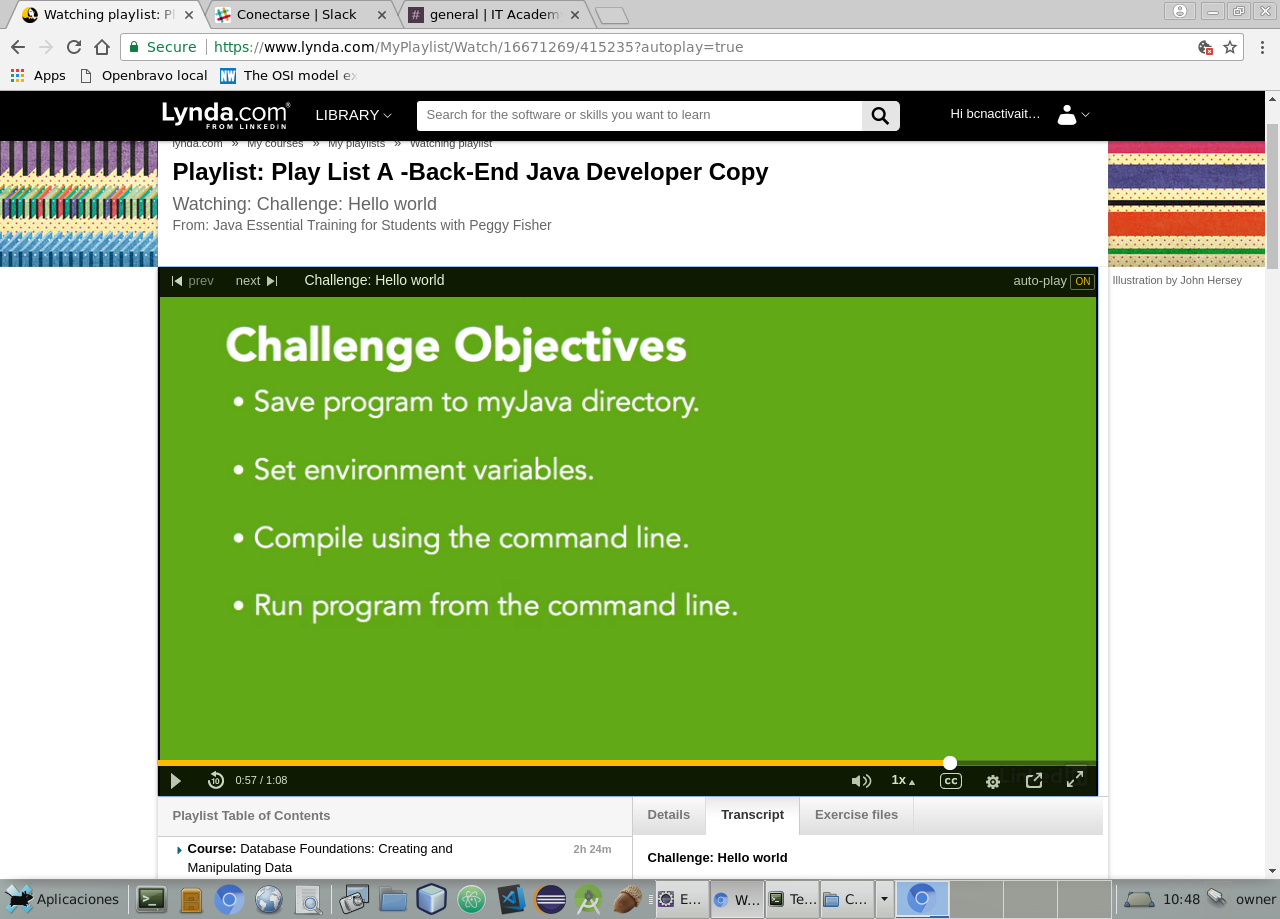 Watching playlist: Pl
Conectarse | Slack
general | IT Academ
Secure
https://www.lynda.com/MyPlaylist/Watch/16671269/415235?autoplay=true
Apps
Openbravo local
NW
The OSI model ex
Lynda.com®
FROM LINKEDIN
LIBRARY
Search for the software or skills you want to learn
Hi bcnactivait...
lynda.com » My courses » My playlists » Watching playlist
Playlist: Play List A -Back-End Java Developer Copy
Watching: Challenge: Hello world
From: Java Essential Training for Students with Peggy Fisher
Illustration by John Hersey
prev
next
Challenge: Hello world
auto-play ON
Challenge Objectives
• Save program to myJava directory.
• Set environment variables.
• Compile using the command line.
• Run program from the command line.
10
0:57 / 1:08
1x
cc
Playlist Table of Contents
Details
Transcript
Exercise files
Course: Database Foundations: Creating and
Manipulating Data
2h 24m
Challenge: Hello world
Aplicaciones
E...
W...
Te...
C...
10:48
owner